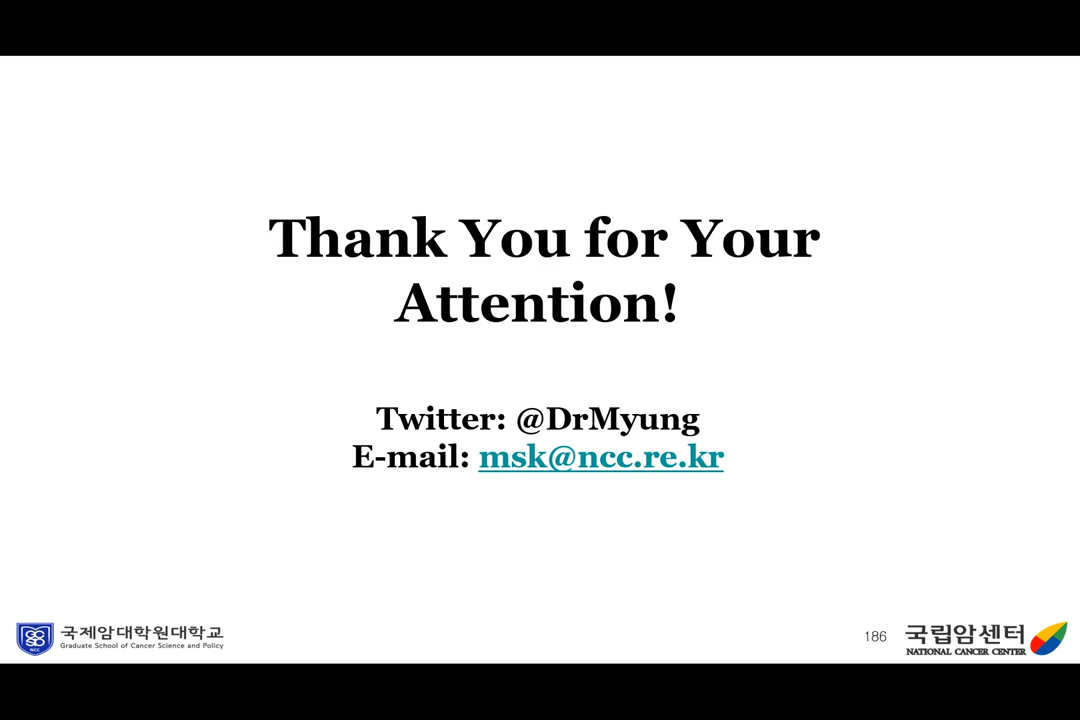 Thank You for Your
Attention!
Twitter: @DrMyung
E-mail: msk@ncc.re.kr
NCC
국제암대학원대학교
Graduate School of Cancer Science and Policy
186
국립암센터
NATIONAL CANCER CENTER